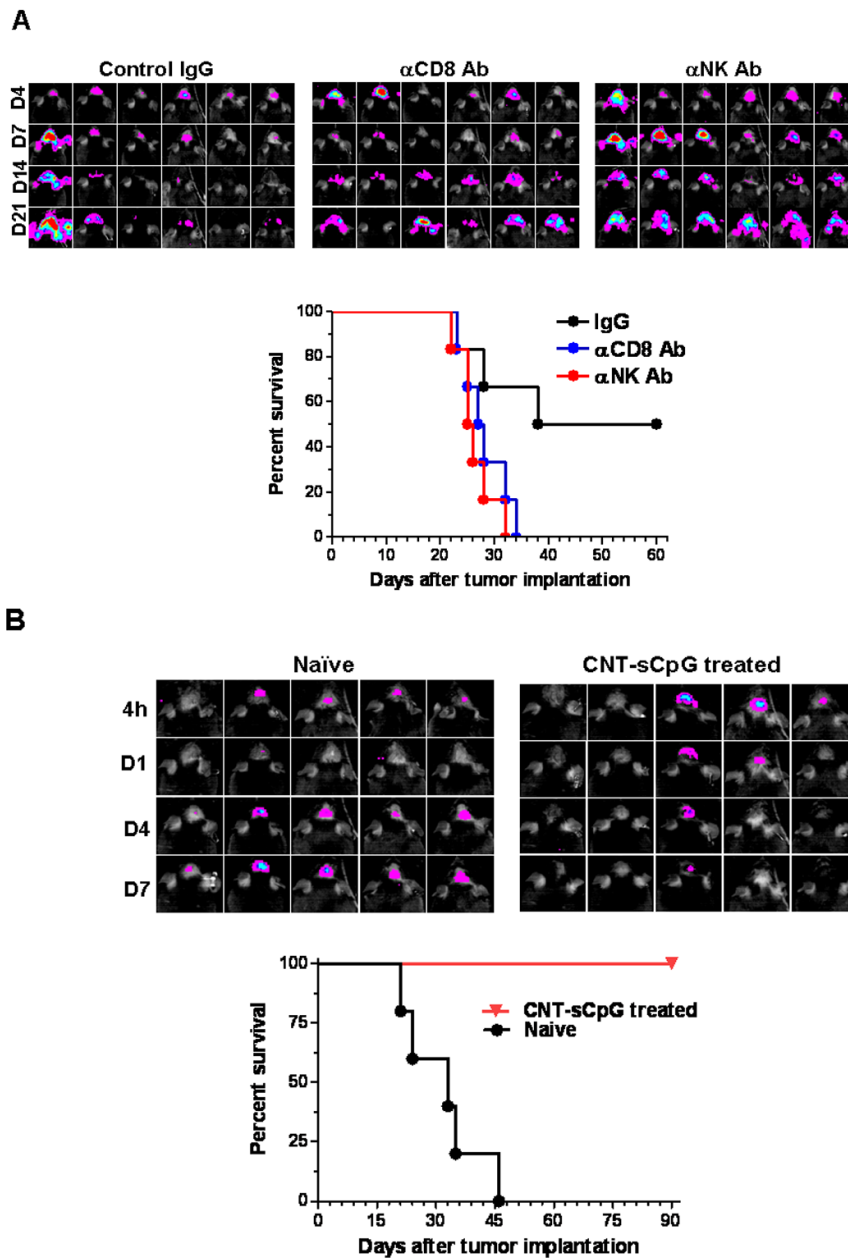 A
Control IgG
αCD8 Ab
αNK Ab
D4
D7
D14
D21
100
80
60
40
20
0
Percent survival
IgG
αCD8 Ab
αNK Ab
0 10 20 30 40 50 60
Days after tumor implantation
B
Naïve
CNT-sCpG treated
4h
D1
D4
D7
100
75
50
25
0
Percent survival
CNT-sCpG treated
Naive
0 15 30 45 60 75 90
Days after tumor implantation